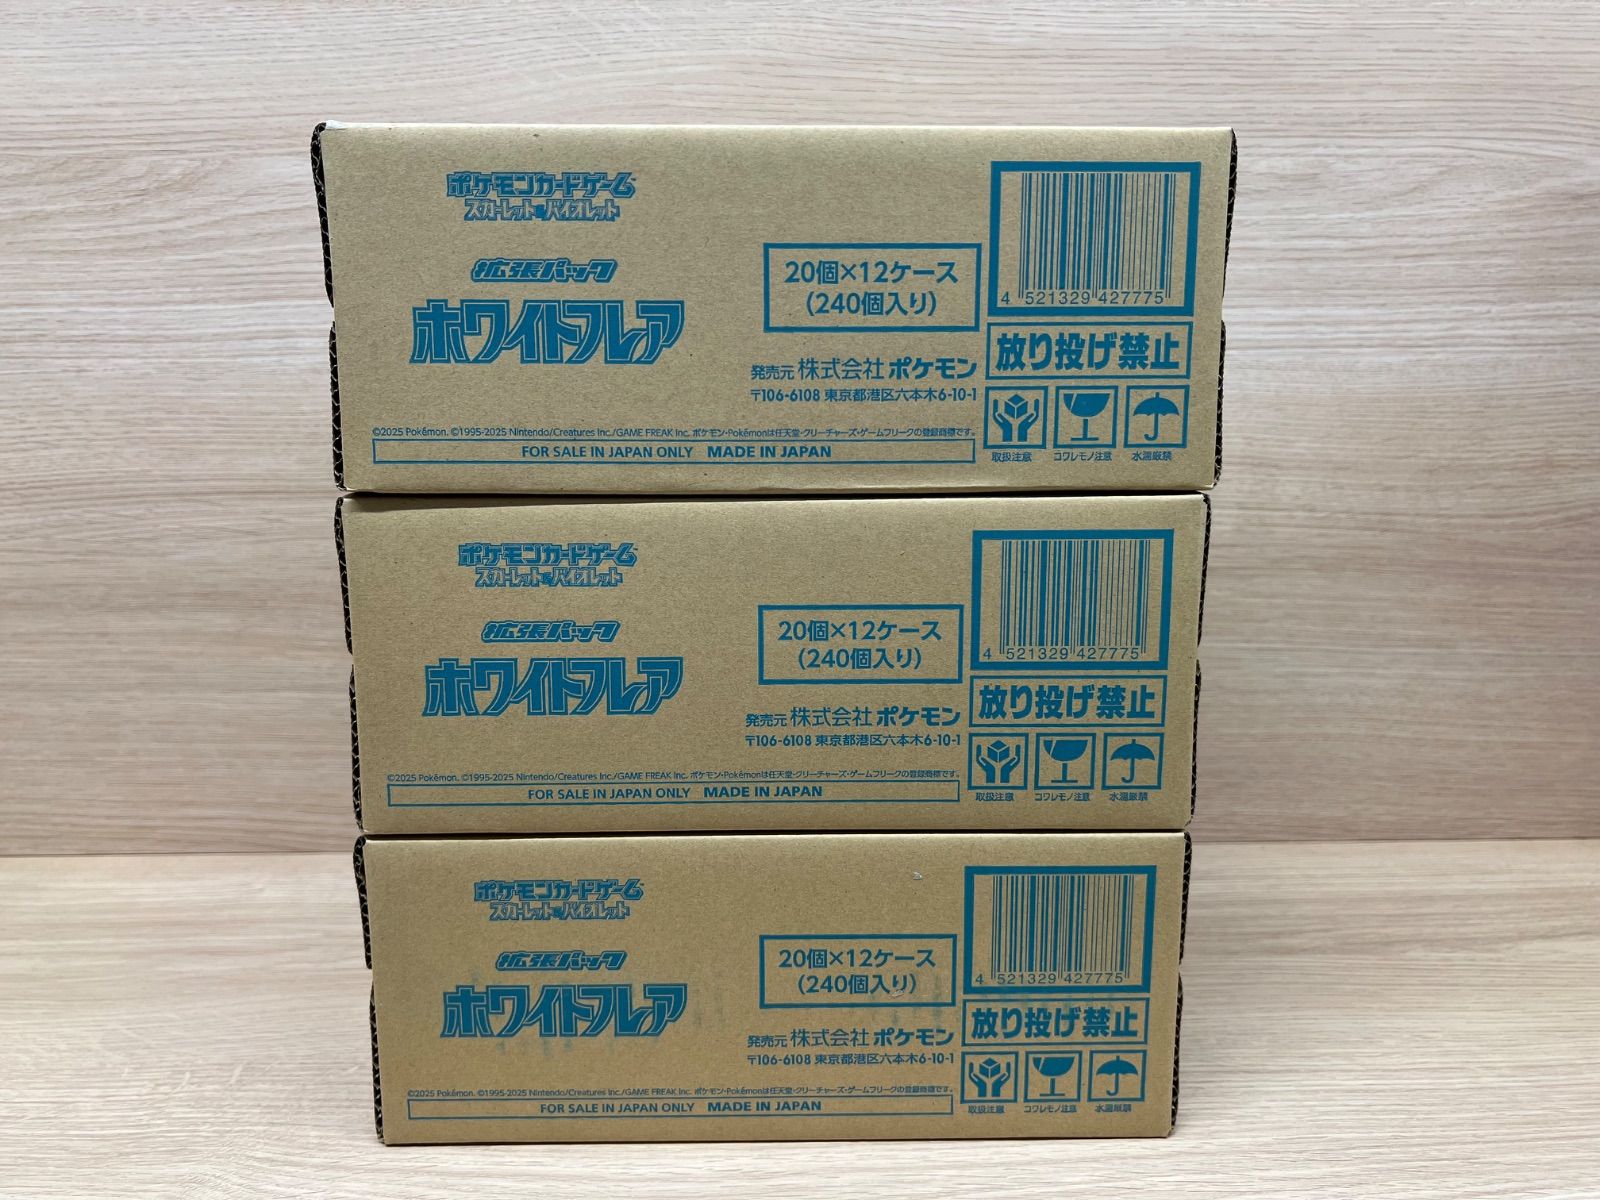 ポケモンカードゲーム
スカーレット&バイオレット
拡張パック
ホワイトフレア
20個×12ケース
(240個入り)
発売元 株式会社 ポケモン
〒106-6108 東京都港区六本木6-10-1
©2025 Pokémon. ©1995-2025 Nintendo/Creatures Inc./GAME FREAK Inc. ポケモン・Pokémonは任天堂・クリーチャーズ・ゲームフリークの登録商標です。
FOR SALE IN JAPAN ONLY MADE IN JAPAN
4 521329 427775
放り投げ禁止
取扱注意 コワレモノ注意 水濡厳禁
ポケモンカードゲーム
スカーレット&バイオレット
拡張パック
ホワイトフレア
20個×12ケース
(240個入り)
発売元 株式会社 ポケモン
〒106-6108 東京都港区六本木6-10-1
©2025 Pokémon. ©1995-2025 Nintendo/Creatures Inc./GAME FREAK Inc. ポケモン・Pokémonは任天堂・クリーチャーズ・ゲームフリークの登録商標です。
FOR SALE IN JAPAN ONLY MADE IN JAPAN
4 521329 427775
放り投げ禁止
取扱注意 コワレモノ注意 水濡厳禁
ポケモンカードゲーム
スカーレット&バイオレット
拡張パック
ホワイトフレア
20個×12ケース
(240個入り)
発売元 株式会社 ポケモン
〒106-6108 東京都港区六本木6-10-1
©2025 Pokémon. ©1995-2025 Nintendo/Creatures Inc./GAME FREAK Inc. ポケモン・Pokémonは任天堂・クリーチャーズ・ゲームフリークの登録商標です。
FOR SALE IN JAPAN ONLY MADE IN JAPAN
4 521329 427775
放り投げ禁止
取扱注意 コワレモノ注意 水濡厳禁